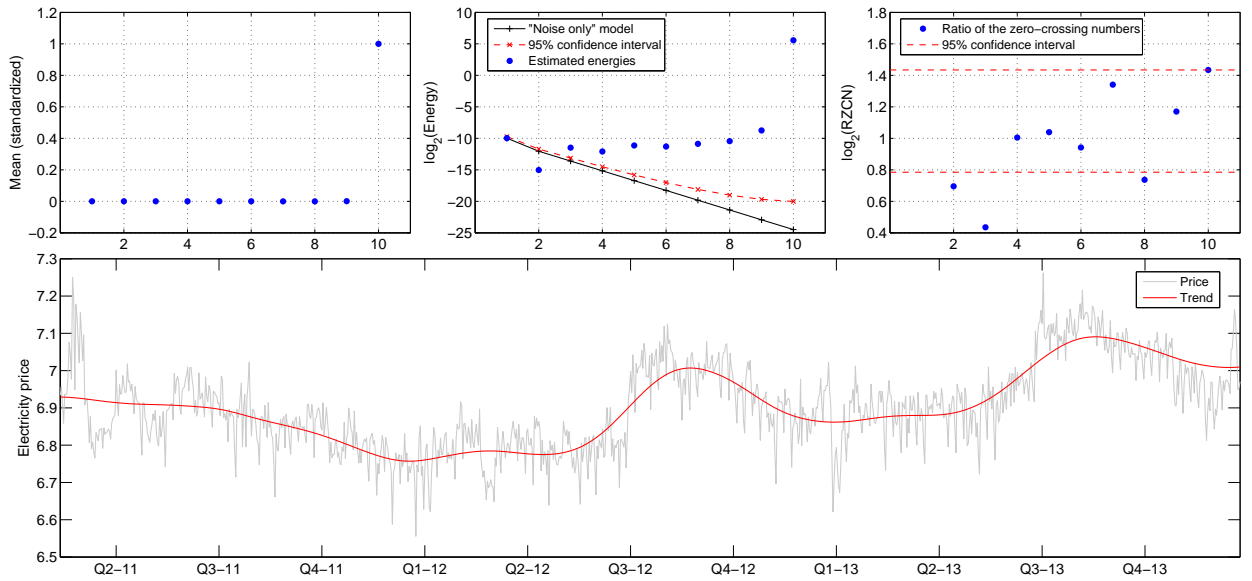 Mean (standardized)
1.2
1
0.8
0.6
0.4
0.2
0
−0.2
2 4 6 8 10
log2(Energy)
10
5
0
−5
−10
−15
−20
−25
"Noise only" model
95% confidence interval
Estimated energies
2 4 6 8 10
log2(RZCN)
1.8
1.6
1.4
1.2
1
0.8
0.6
0.4
Ratio of the zero−crossing numbers
95% confidence interval
2 4 6 8 10
Electricity price
7.3
7.2
7.1
7
6.9
6.8
6.7
6.6
6.5
Price
Trend
Q2−11 Q3−11 Q4−11 Q1−12 Q2−12 Q3−12 Q4−12 Q1−13 Q2−13 Q3−13 Q4−13